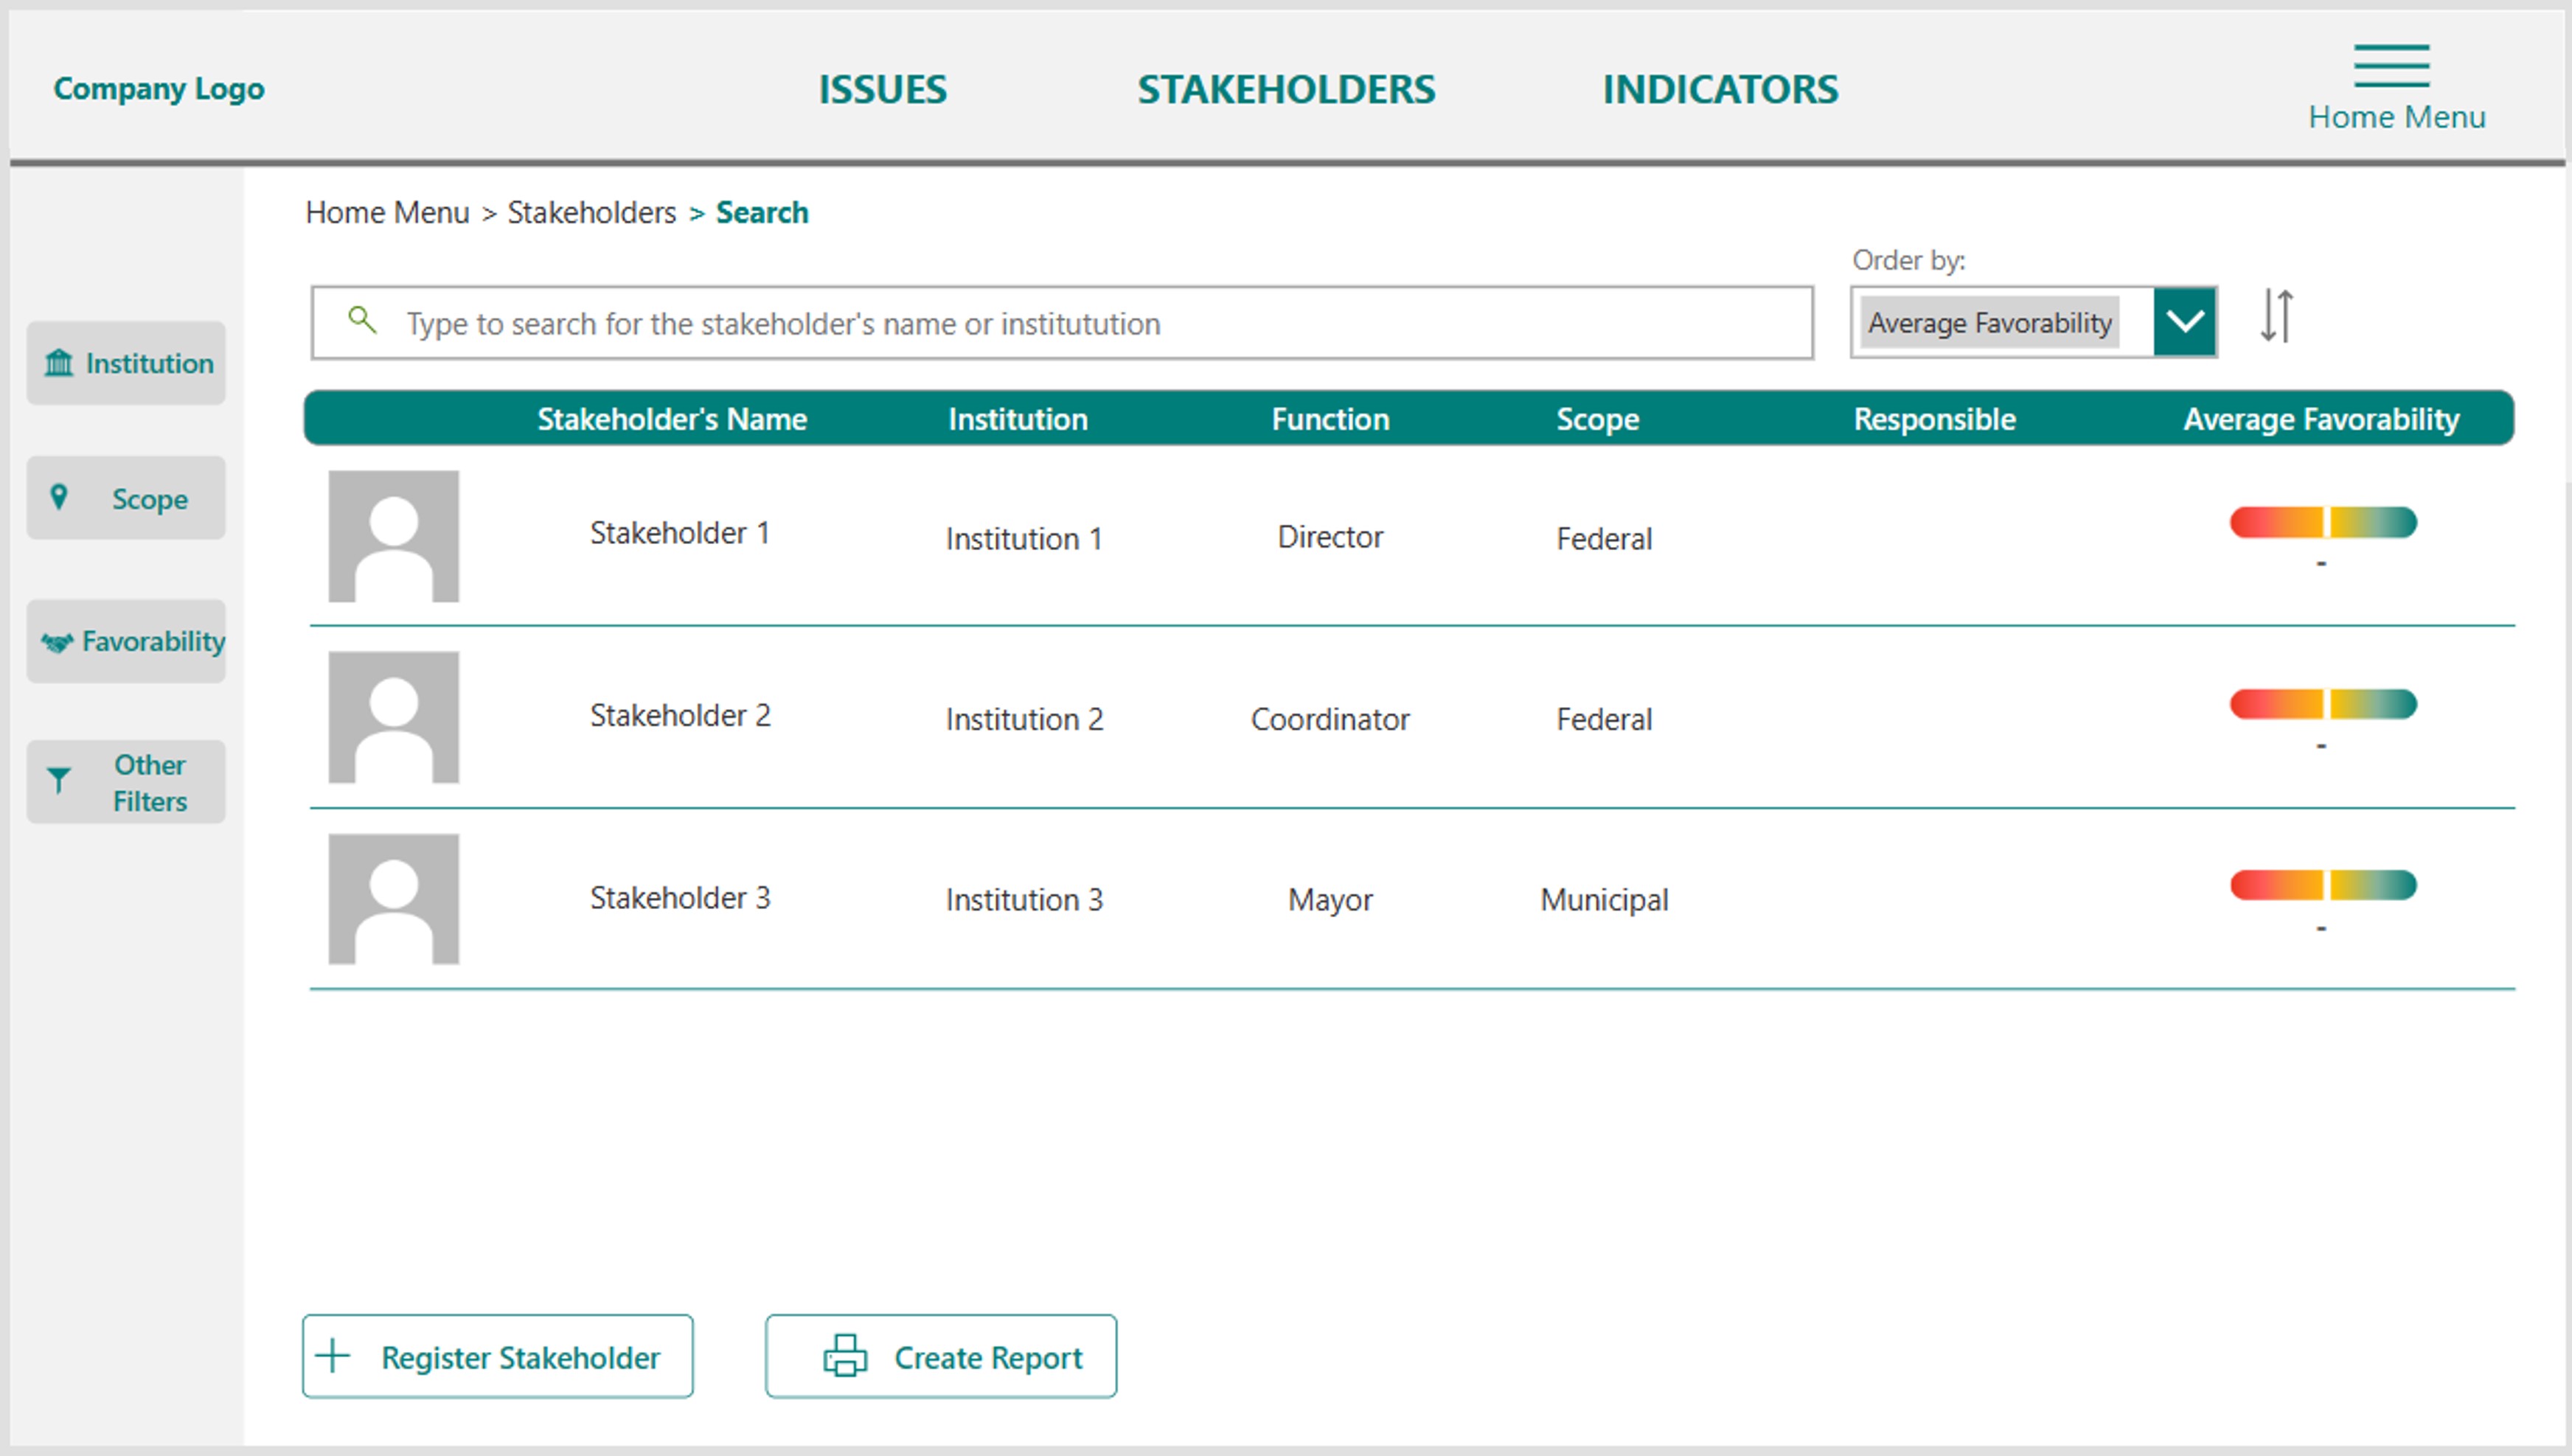 Company Logo
ISSUES
STAKEHOLDERS
INDICATORS
Home Menu
Home Menu > Stakeholders > Search
Order by:
Type to search for the stakeholder's name or institutution
Average Favorability
Institution
Scope
Favorability
Other
Filters
Stakeholder's Name Institution Function Scope Responsible Average Favorability
Stakeholder 1 Institution 1 Director Federal -
Stakeholder 2 Institution 2 Coordinator Federal -
Stakeholder 3 Institution 3 Mayor Municipal -
Register Stakeholder
Create Report